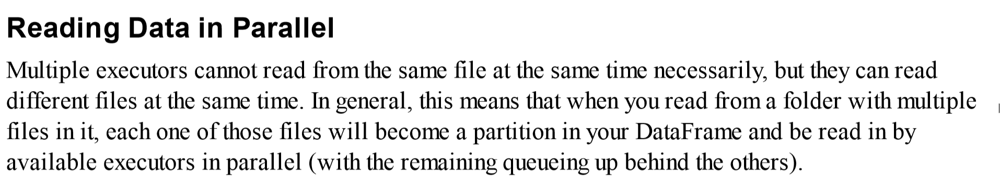 Reading Data in Parallel
Multiple executors cannot read from the same file at the same time necessarily, but they can read
different files at the same time. In general, this means that when you read from a folder with multiple
files in it, each one of those files will become a partition in your DataFrame and be read in by
available executors in parallel (with the remaining queueing up behind the others).